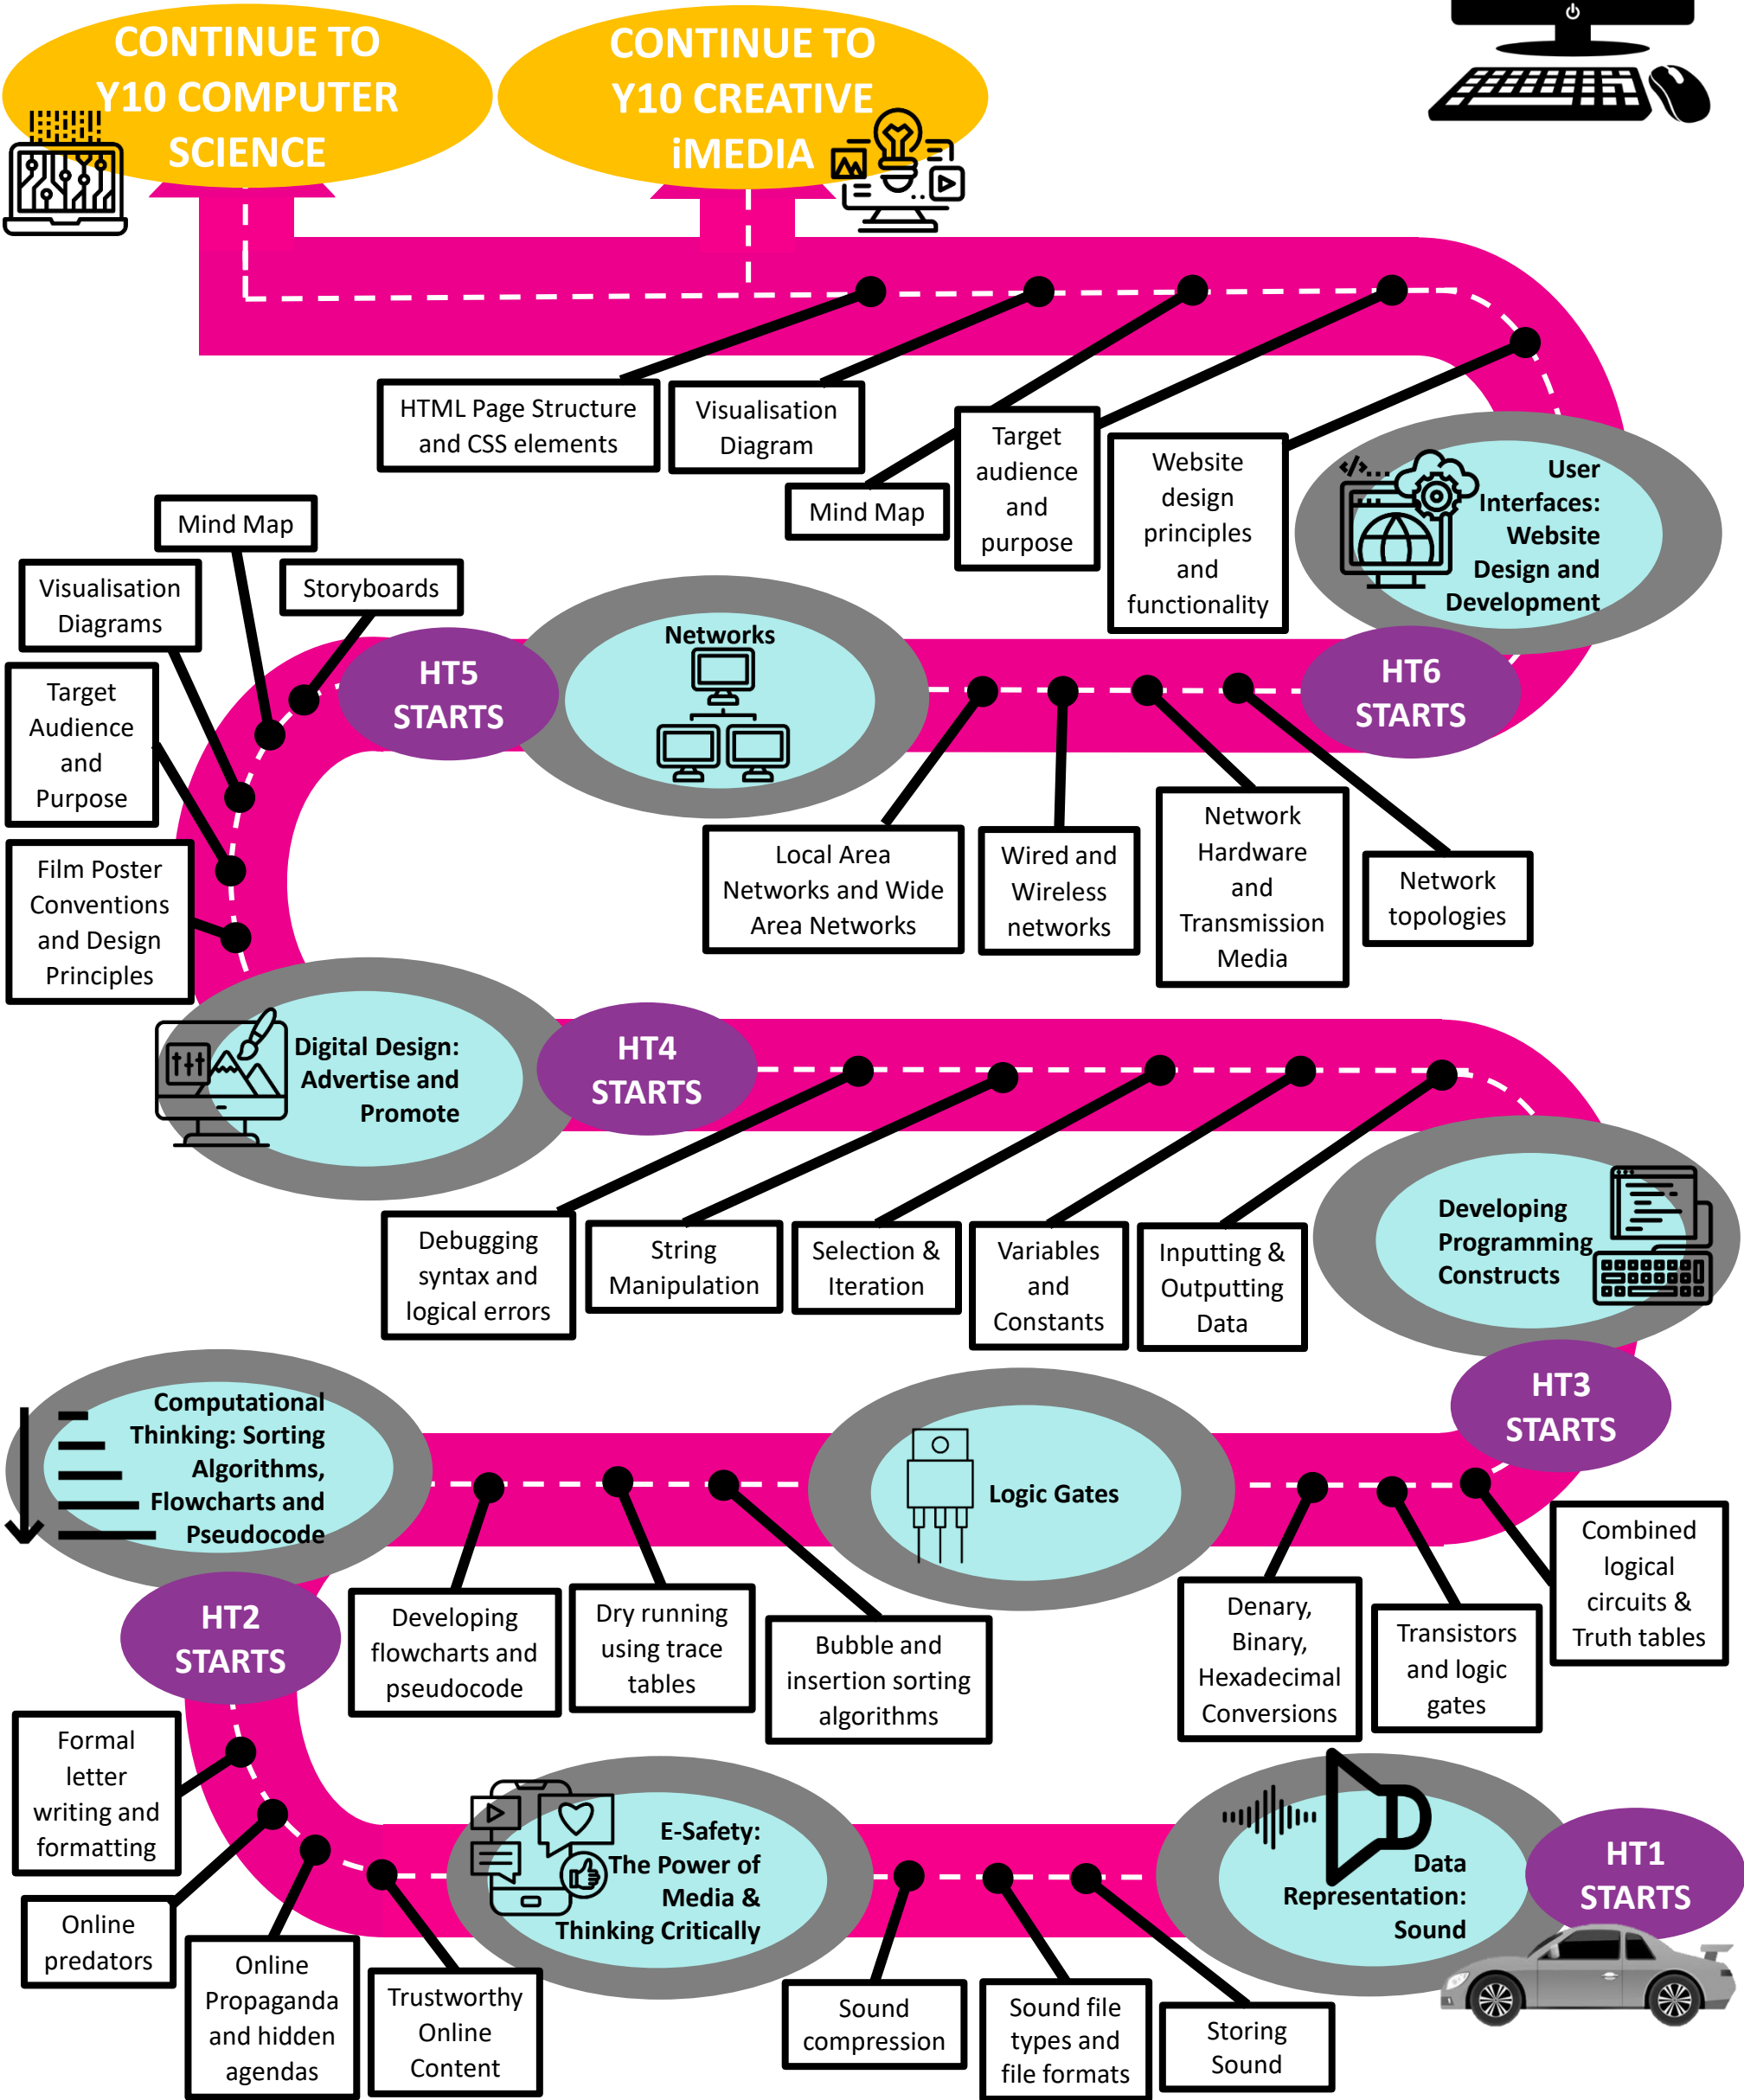 CONTINUE TO
Y10 COMPUTER
SCIENCE
CONTINUE TO
Y10 CREATIVE
iMEDIA
HTML Page Structure
and CSS elements
Visualisation
Diagram
Mind Map
Target
audience
and
purpose
Website
design
principles
and
functionality
User
Interfaces:
Website
Design and
Development
Mind Map
Visualisation
Diagrams
Storyboards
Target
Audience
and
Purpose
Film Poster
Conventions
and Design
Principles
HT5
STARTS
Networks
HT6
STARTS
Local Area
Networks and Wide
Area Networks
Wired and
Wireless
networks
Network
Hardware
and
Transmission
Media
Network
topologies
Digital Design:
Advertise and
Promote
HT4
STARTS
Debugging
syntax and
logical errors
String
Manipulation
Selection &
Iteration
Variables
and
Constants
Inputting &
Outputting
Data
Developing
Programming
Constructs
HT3
STARTS
Computational
Thinking: Sorting
Algorithms,
Flowcharts and
Pseudocode
Logic Gates
HT2
STARTS
Developing
flowcharts and
pseudocode
Dry running
using trace
tables
Bubble and
insertion sorting
algorithms
Denary,
Binary,
Hexadecimal
Conversions
Transistors
and logic
gates
Combined
logical
circuits &
Truth tables
Formal
letter
writing and
formatting
Online
predators
Online
Propaganda
and hidden
agendas
Trustworthy
Online
Content
E-Safety:
The Power of
Media &
Thinking Critically
Sound
compression
Sound file
types and
file formats
Storing
Sound
Data
Representation:
Sound
HT1
STARTS